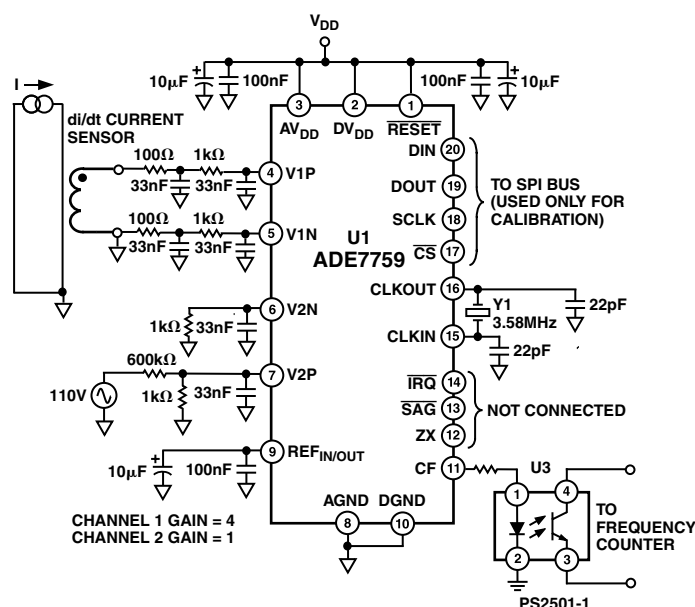 VDD
10µF
100nF
100nF
10µF
I
di/dt CURRENT
SENSOR
3
2
1
AVDD
DVDD
RESET
100Ω
1kΩ
33nF
33nF
4
V1P
100Ω
1kΩ
33nF
33nF
5
V1N
U1
ADE7759
DIN
20
DOUT
19
SCLK
18
CS
17
TO SPI BUS
(USED ONLY FOR
CALIBRATION)
6
V2N
1kΩ
33nF
CLKOUT
16
Y1
3.58MHz
22pF
CLKIN
15
22pF
600kΩ
7
V2P
110V
1kΩ
33nF
IRQ
14
SAG
13
ZX
12
NOT CONNECTED
9
REFIN/OUT
10µF
100nF
CF
11
U3
1
4
2
3
TO
FREQUENCY
COUNTER
PS2501-1
AGND
DGND
8
10
CHANNEL 1 GAIN = 4
CHANNEL 2 GAIN = 1